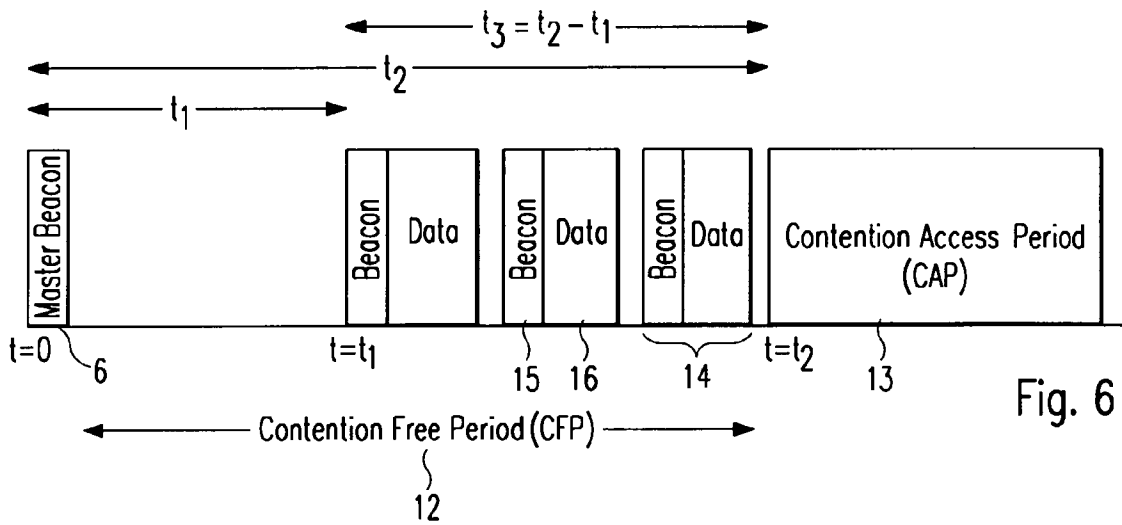 t3 = t2 - t1
t2
t1
Master Beacon
Beacon
Data
Beacon
Data
Beacon
Data
Contention Access Period
(CAP)
t=0
6
t=t1
15
16
14
t=t2
13
Fig. 6
Contention Free Period (CFP)
12